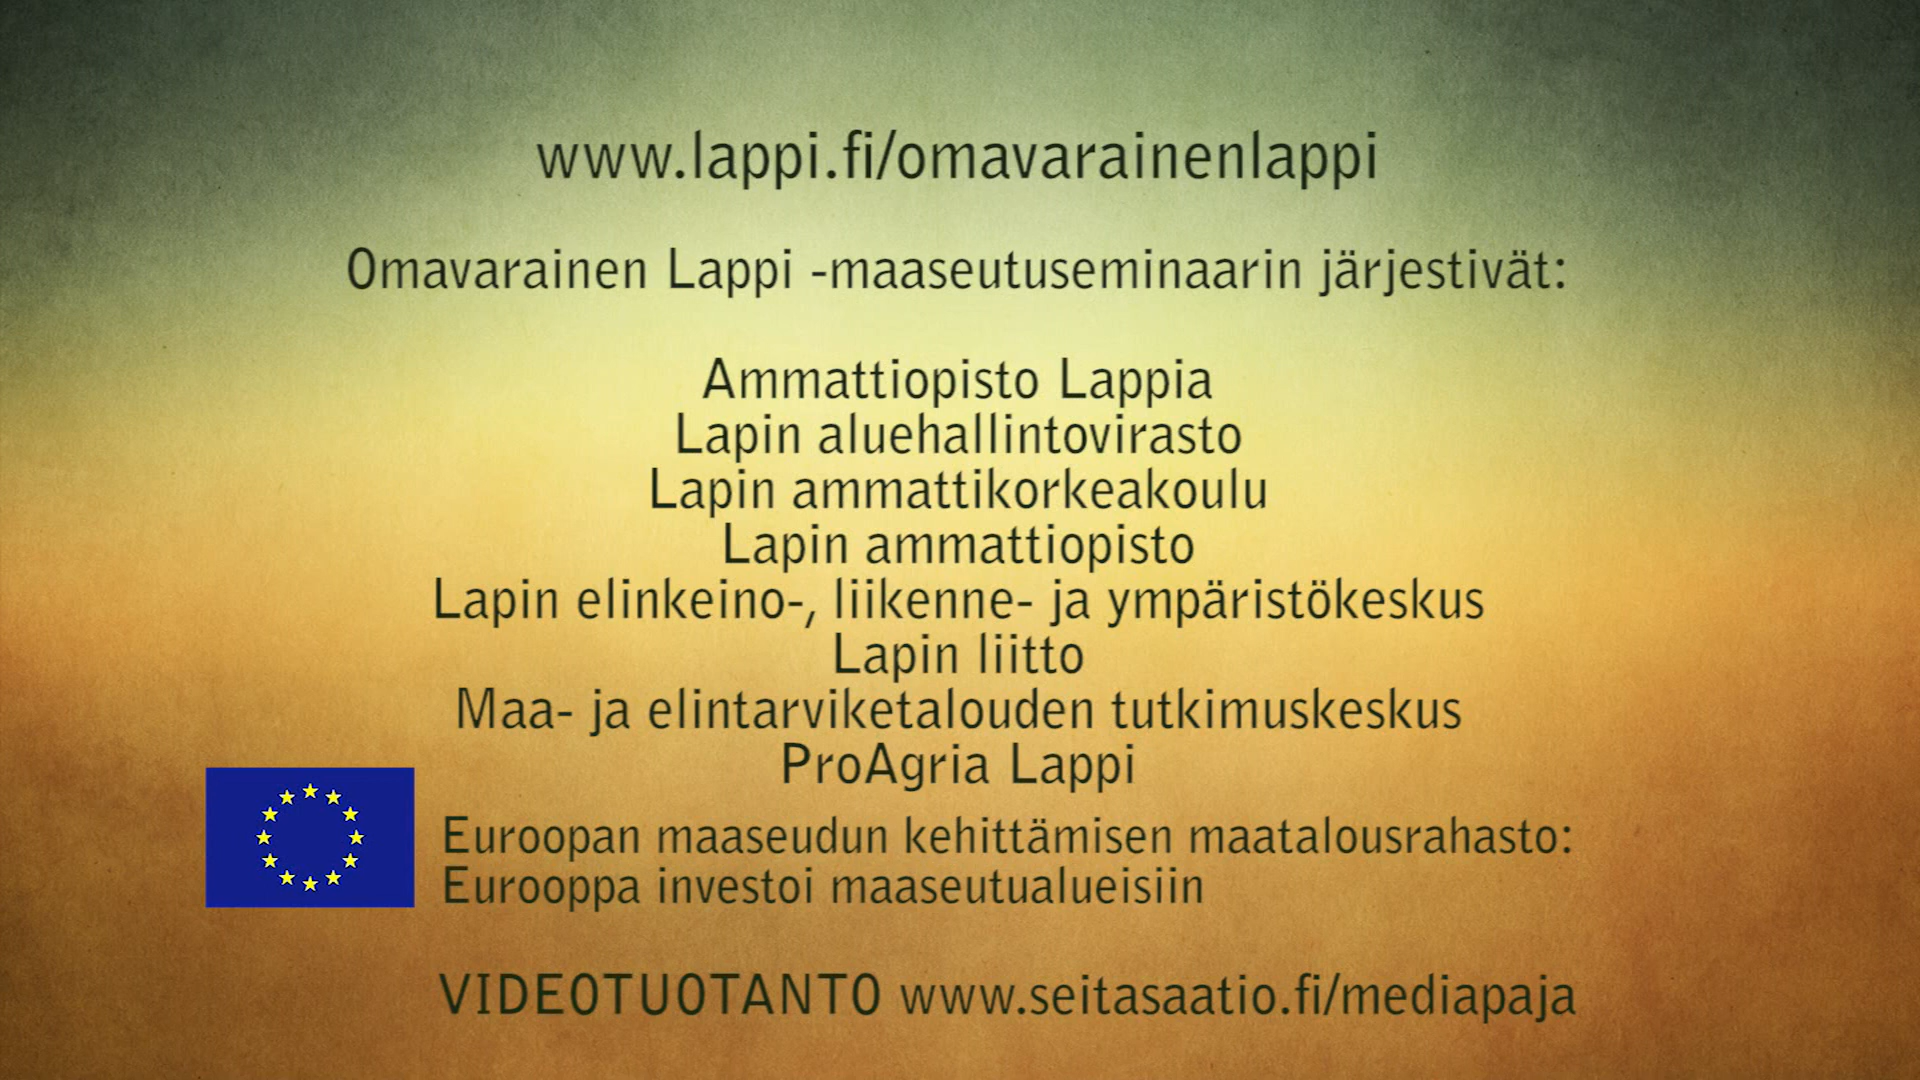 www.lappi.fi/omavarainenlappi
Omavarainen Lappi -maaseutuseminaarin järjestivät:
Ammattiopisto Lappia
Lapin aluehallintovirasto
Lapin ammattikorkeakoulu
Lapin ammattiopisto
Lapin elinkeino-, liikenne- ja ympäristökeskus
Lapin liitto
Maa- ja elintarviketalouden tutkimuskeskus
ProAgria Lappi
Euroopan maaseudun kehittämisen maatalousrahasto:
Eurooppa investoi maaseutualueisiin
VIDEOTUOTANTO www.seitasaatio.fi/mediapaja